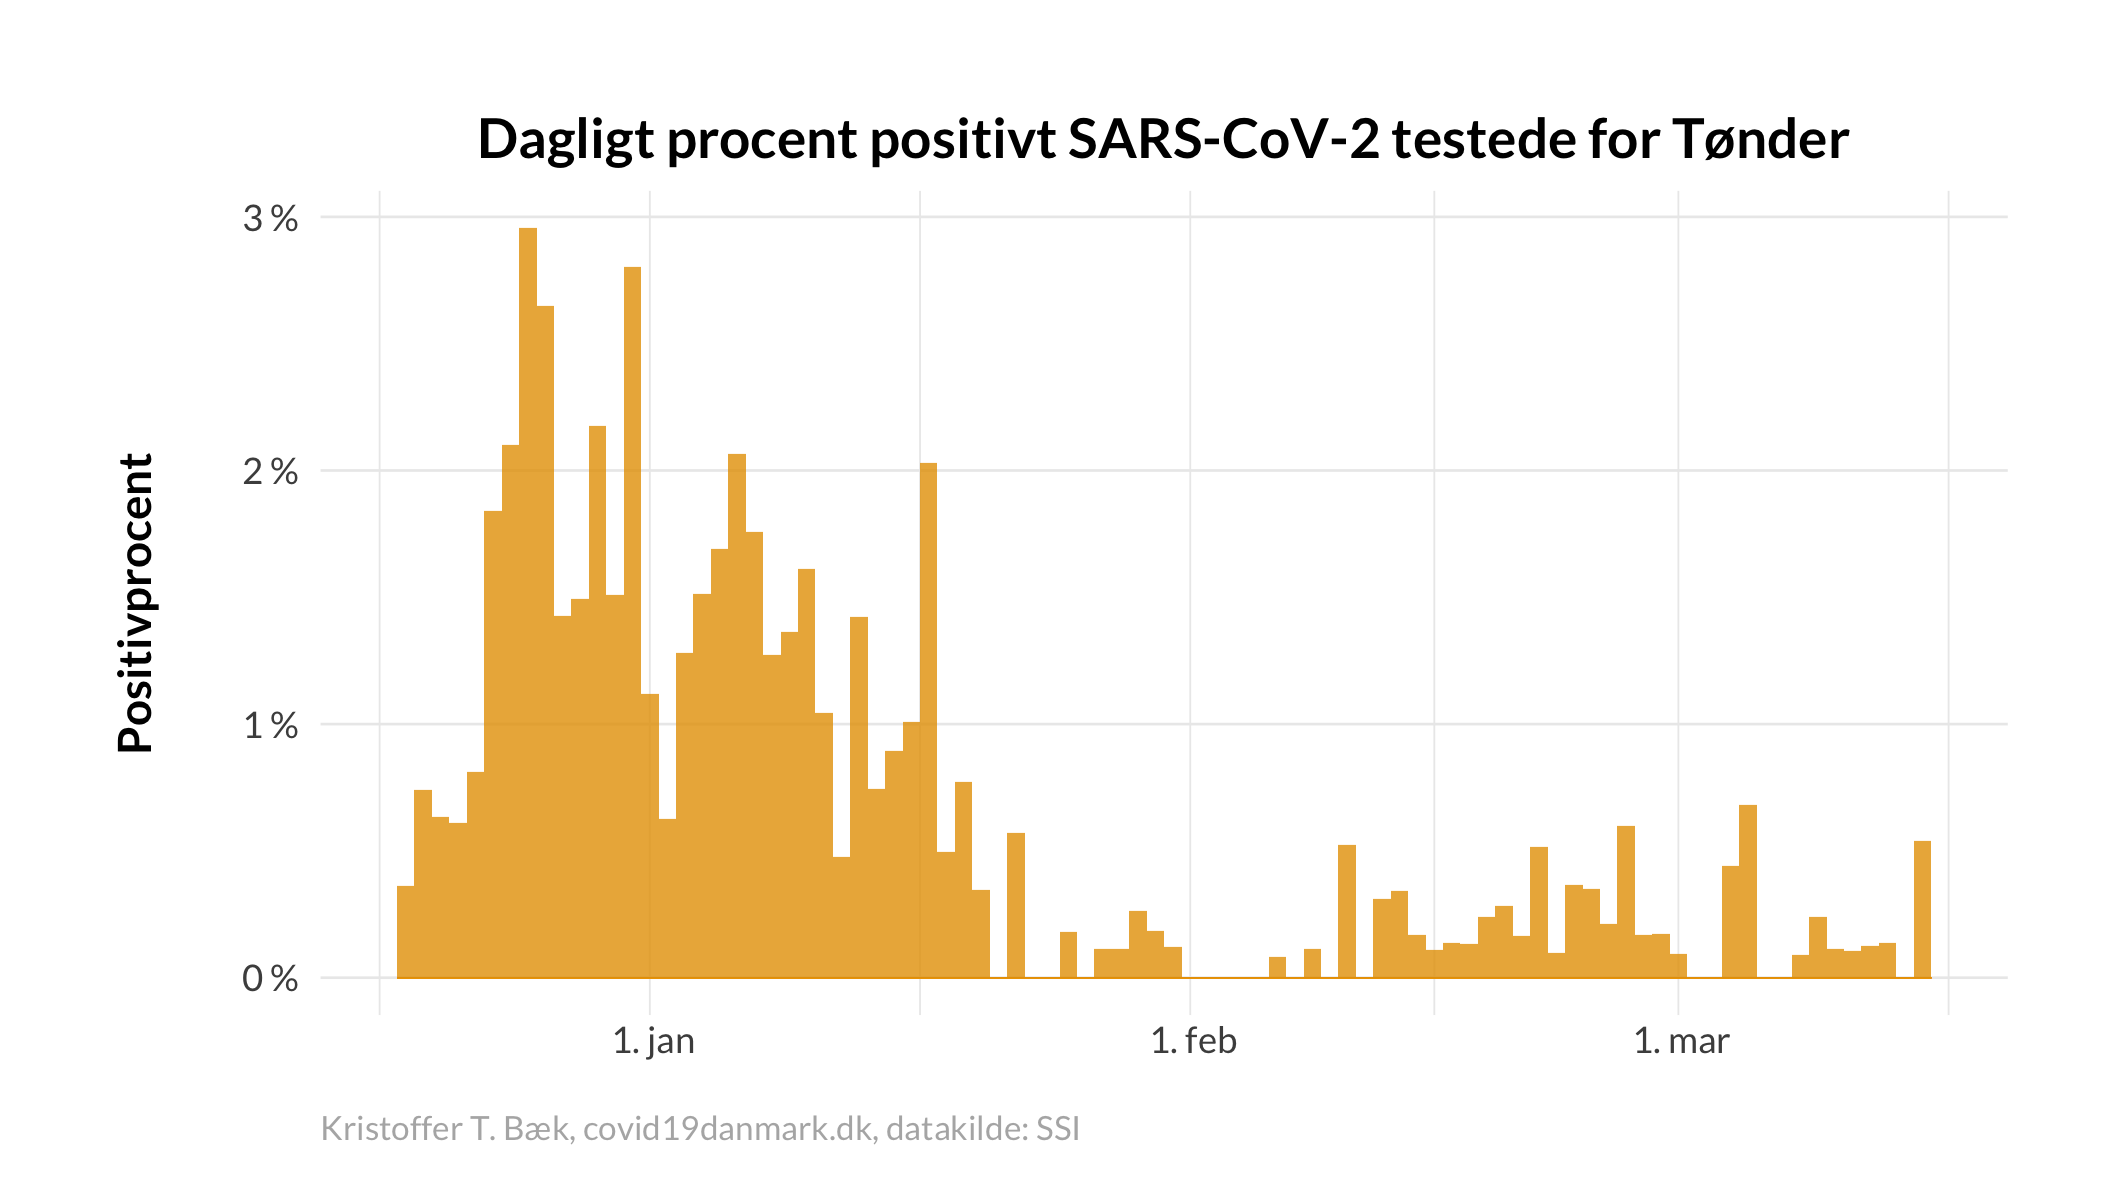 Dagligt procent positivt SARS-CoV-2 testede for Tønder
Positivprocent
3 %
2 %
1 %
0 %
1. jan
1. feb
1. mar
Kristoffer T. Bæk, covid19danmark.dk, datakilde: SSI